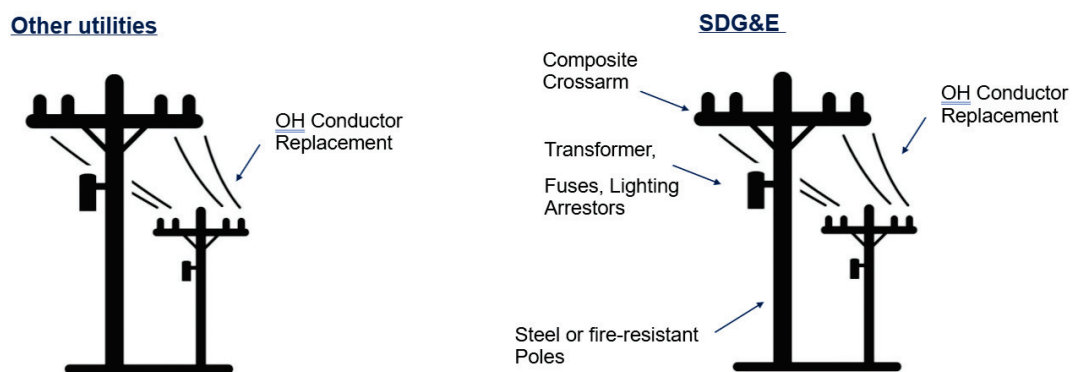 Other utilities
OH Conductor
Replacement
SDG&E
Composite
Crossarm
OH Conductor
Replacement
Transformer,
Fuses, Lighting
Arrestors
Steel or fire-resistant
Poles